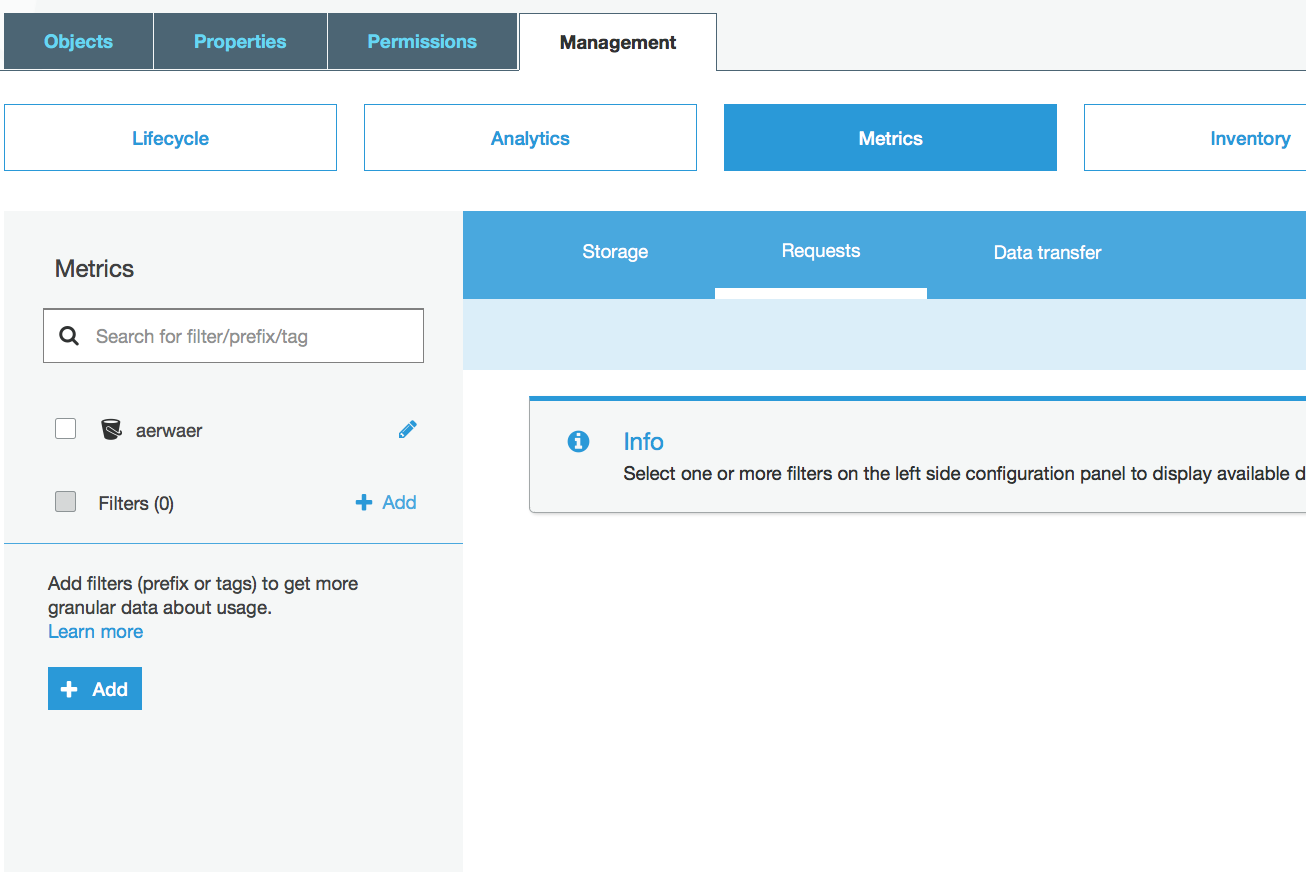 Objects Properties Permissions Management
Lifecycle Analytics Metrics Inventory
Metrics
Search for filter/prefix/tag
aerwaer
Filters (0) Add
Add filters (prefix or tags) to get more
granular data about usage.
Learn more
Add
Storage Requests Data transfer
Info
Select one or more filters on the left side configuration panel to display available d